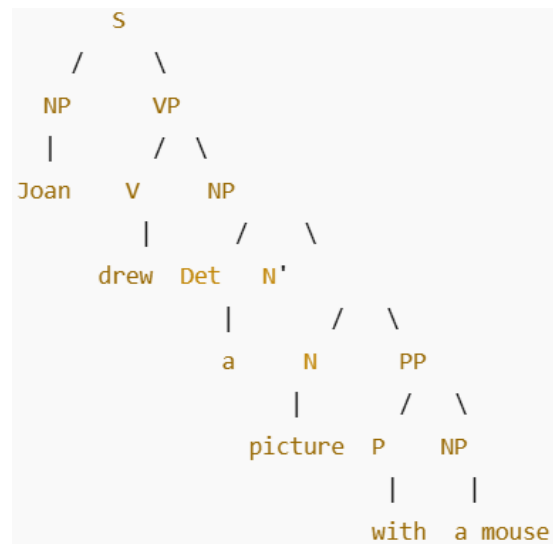 S
/ \
NP VP
| / \
Joan V NP
| / \
drew Det N'
| / \
a N PP
| / \
picture P NP
| |
with a mouse